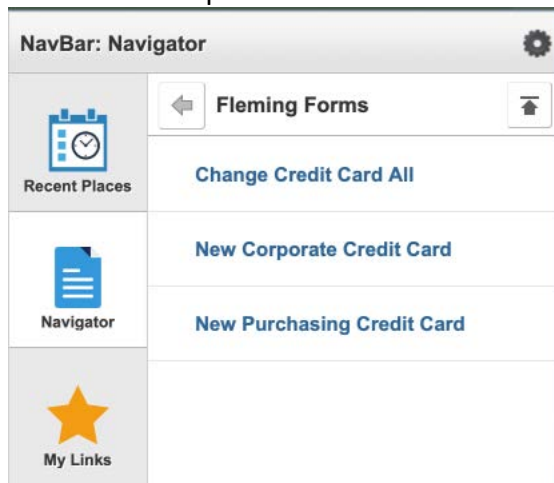 NavBar: Navigator
Fleming Forms
Recent Places
Change Credit Card All
New Corporate Credit Card
Navigator
New Purchasing Credit Card
My Links